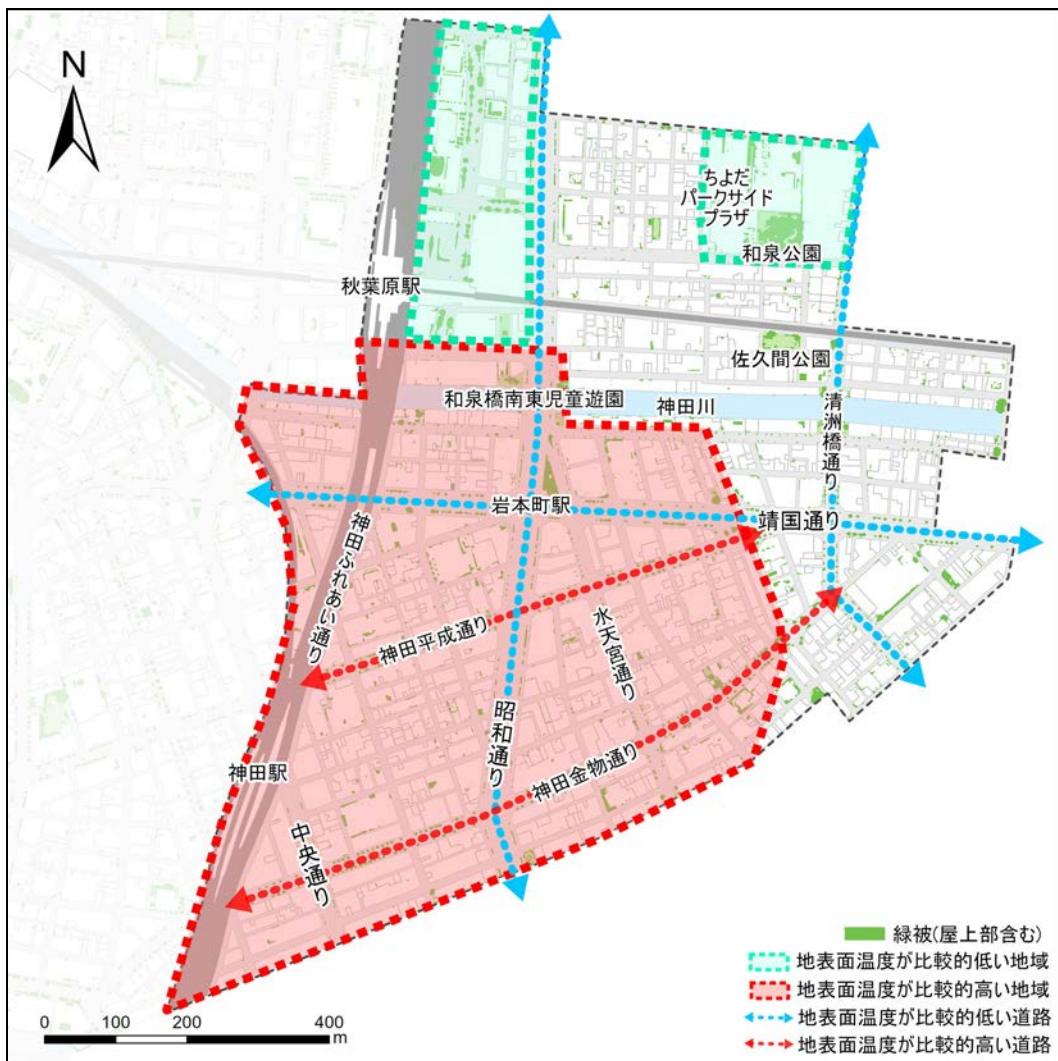 N
ちよだ
パークサイド
プラザ
和泉公園
秋葉原駅
佐久間公園
和泉橋南東児童遊園
神田川
清洲橋通り
岩本町駅
靖国通り
神田ふれあい通り
神田平成通り
水天宮通り
昭和通り
神田金物通り
神田駅
中央通り
緑被(屋上部含む)
地表面温度が比較的低い地域
地表面温度が比較的高い地域
地表面温度が比較的低い道路
地表面温度が比較的高い道路
0 100 200 400
m